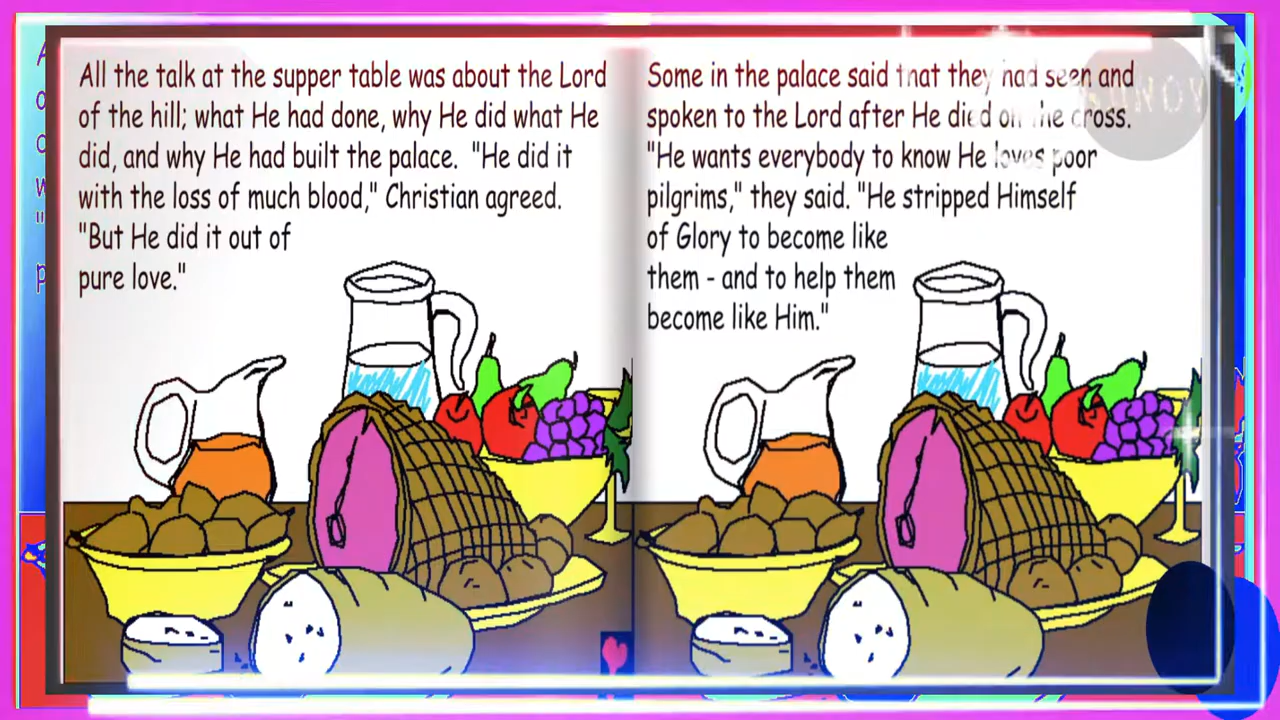 All the talk at the supper table was about the Lord
of the hill; what He had done, why He did what He
did, and why He had built the palace. "He did it
with the loss of much blood," Christian agreed.
"But He did it out of
pure love."
Some in the palace said that they had seen and
spoken to the Lord after He died on the cross.
"He wants everybody to know He loves poor
pilgrims," they said. "He stripped Himself
of Glory to become like
them - and to help them
become like Him."